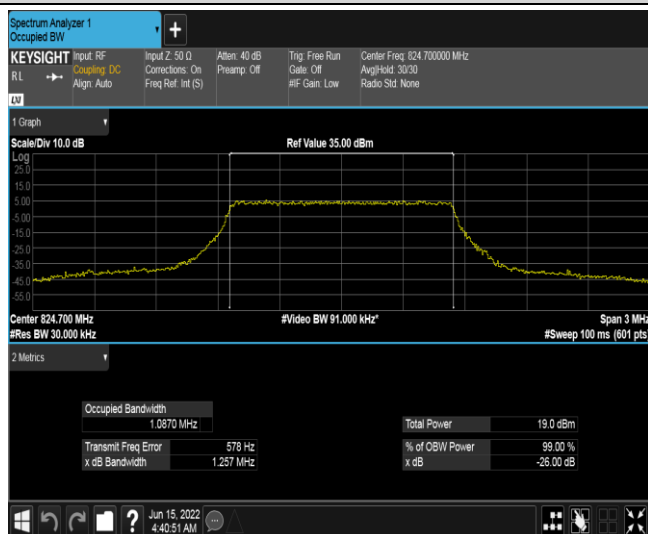 Spectrum Analyzer 1
Occupied BW
+
KEYSIGHT
R L
LXI
Input: RF
Coupling: DC
Align: Auto
Input Z: 50 Ω
Corrections: On
Freq Ref: Int (S)
Atten: 40 dB
Preamp: Off
Trig: Free Run
Gate: Off
#IF Gain: Low
Center Freq: 824.700000 MHz
Avg|Hold: 30/30
Radio Std: None
1 Graph
Scale/Div 10.0 dB
Ref Value 35.00 dBm
Log
25.0
15.0
5.00
-5.00
-15.0
-25.0
-35.0
-45.0
-55.0
Center 824.700 MHz
#Video BW 91.000 kHz*
Span 3 MHz
#Res BW 30.000 kHz
#Sweep 100 ms (601 pts)
2 Metrics
Occupied Bandwidth
1.0870 MHz
Total Power 19.0 dBm
Transmit Freq Error 578 Hz
% of OBW Power 99.00 %
x dB Bandwidth 1.257 MHz
x dB -26.00 dB
?
Jun 15, 2022
4:40:51 AM